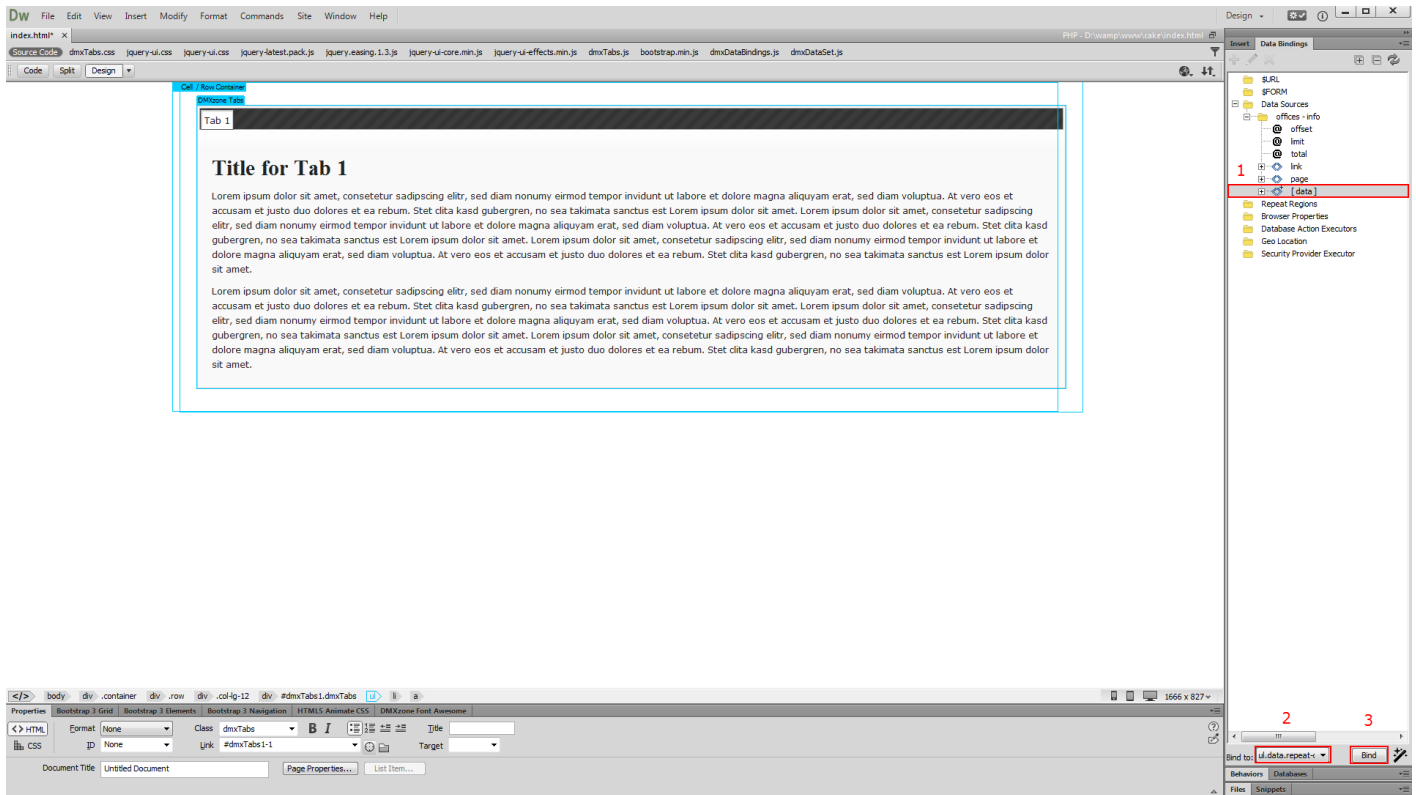 Dw File Edit View Insert Modify Format Commands Site Window Help Design
index.html* × PHP - D:\wamp\www\cake\index.html
Source Code dmxTabs.css jquery-ui.css jquery-ui.css jquery-latest.pack.js jquery.easing.1.3.js jquery-ui-core.min.js jquery-ui-effects.min.js dmxTabs.js bootstrap.min.js dmxDataBindings.js dmxDataSet.js
Code Split Design
Cell / Row Container
DMXzone Tabs
Tab 1
Title for Tab 1
Lorem ipsum dolor sit amet, consetetur sadipscing elitr, sed diam nonumy eirmod tempor invidunt ut labore et dolore magna aliquyam erat, sed diam voluptua. At vero eos et
accusam et justo duo dolores et ea rebum. Stet clita kasd gubergren, no sea takimata sanctus est Lorem ipsum dolor sit amet. Lorem ipsum dolor sit amet, consetetur sadipscing
elitr, sed diam nonumy eirmod tempor invidunt ut labore et dolore magna aliquyam erat, sed diam voluptua. At vero eos et accusam et justo duo dolores et ea rebum. Stet clita kasd
gubergren, no sea takimata sanctus est Lorem ipsum dolor sit amet. Lorem ipsum dolor sit amet, consetetur sadipscing elitr, sed diam nonumy eirmod tempor invidunt ut labore et
dolore magna aliquyam erat, sed diam voluptua. At vero eos et accusam et justo duo dolores et ea rebum. Stet clita kasd gubergren, no sea takimata sanctus est Lorem ipsum dolor
sit amet.
Lorem ipsum dolor sit amet, consetetur sadipscing elitr, sed diam nonumy eirmod tempor invidunt ut labore et dolore magna aliquyam erat, sed diam voluptua. At vero eos et
accusam et justo duo dolores et ea rebum. Stet clita kasd gubergren, no sea takimata sanctus est Lorem ipsum dolor sit amet. Lorem ipsum dolor sit amet, consetetur sadipscing
elitr, sed diam nonumy eirmod tempor invidunt ut labore et dolore magna aliquyam erat, sed diam voluptua. At vero eos et accusam et justo duo dolores et ea rebum. Stet clita kasd
gubergren, no sea takimata sanctus est Lorem ipsum dolor sit amet. Lorem ipsum dolor sit amet, consetetur sadipscing elitr, sed diam nonumy eirmod tempor invidunt ut labore et
dolore magna aliquyam erat, sed diam voluptua. At vero eos et accusam et justo duo dolores et ea rebum. Stet clita kasd gubergren, no sea takimata sanctus est Lorem ipsum dolor
sit amet.
</> body div .container div .row div .col-lg-12 div #dmxTabs1.dmxTabs ul li a 1666 x 827
Properties Bootstrap 3 Grid Bootstrap 3 Elements Bootstrap 3 Navigation HTML5 Animate CSS DMXzone Font Awesome
<> HTML Format None Class dmxTabs B I Title
CSS ID None Link #dmxTabs1-1 Target
Document Title Untitled Document Page Properties... List Item...
Insert Data Bindings
$URL
$FORM
Data Sources
offices - info
@ offset
@ limit
@ total
1
link
page
[ data ]
Repeat Regions
Browser Properties
Database Action Executors
Geo Location
Security Provider Executor
2 3
Bind to: ul.data.repeat-c Bind
Behaviors Databases
Files Snippets